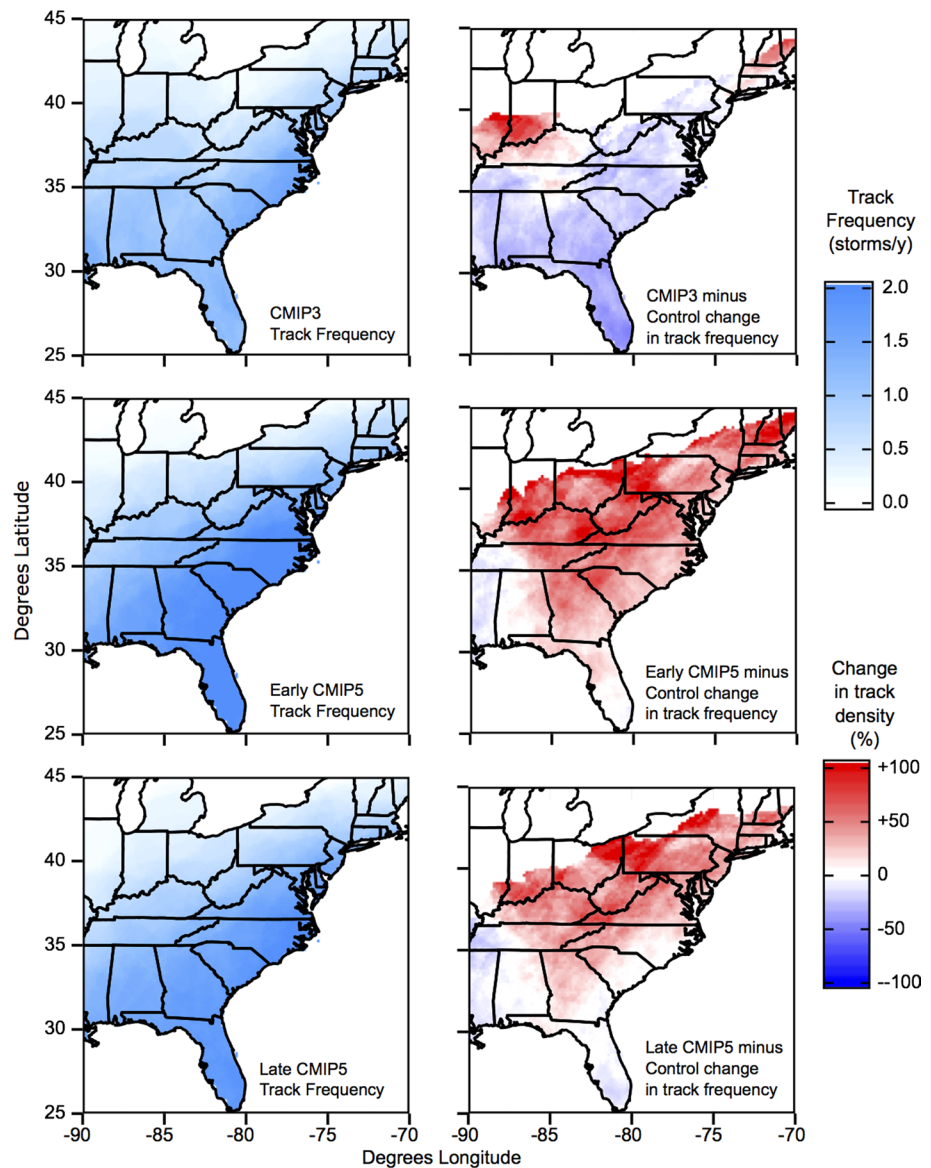 45
40
35
30
25
CMIP3
Track Frequency
CMIP3 minus
Control change
in track frequency
Track
Frequency
(storms/y)
2.0
1.5
1.0
0.5
0.0
45
40
35
30
25
Degrees Latitude
Early CMIP5
Track Frequency
Early CMIP5 minus
Control change
in track frequency
Change
in track
density
(%)
+100
+50
0
-50
--100
45
40
35
30
25
Late CMIP5
Track Frequency
Late CMIP5 minus
Control change
in track frequency
-90 -85 -80 -75 -70
-90 -85 -80 -75 -70
Degrees Longitude